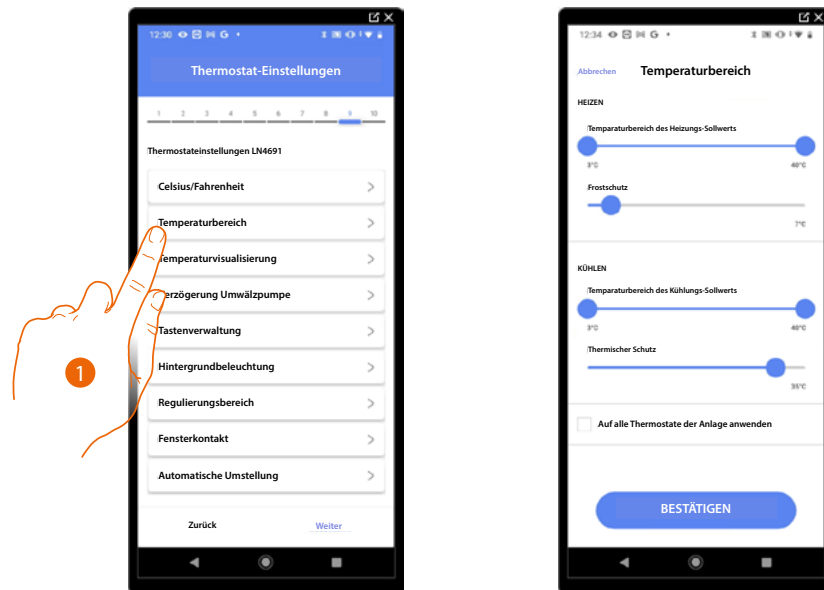 12:30 G
Thermostat-Einstellungen
1 2 3 4 5 6 7 8 9 10
Thermostateinstellungen LN4691
Celsius/Fahrenheit
Temperaturbereich
Temperaturvisualisierung
erzögerung Umwälzpumpe
Tastenverwaltung
Hintergrundbeleuchtung
Regulierungsbereich
Fensterkontakt
Automatische Umstellung
Zurück Weiter
1
12:34 G
Abbrechen Temperaturbereich
HEIZEN
Temparaturbereich des Heizungs-Sollwerts
3°C 40°C
Frostschutz
7°C
KÜHLEN
Temparaturbereich des Kühlungs-Sollwerts
3°C 40°C
Thermischer Schutz
35°C
Auf alle Thermostate der Anlage anwenden
BESTÄTIGEN